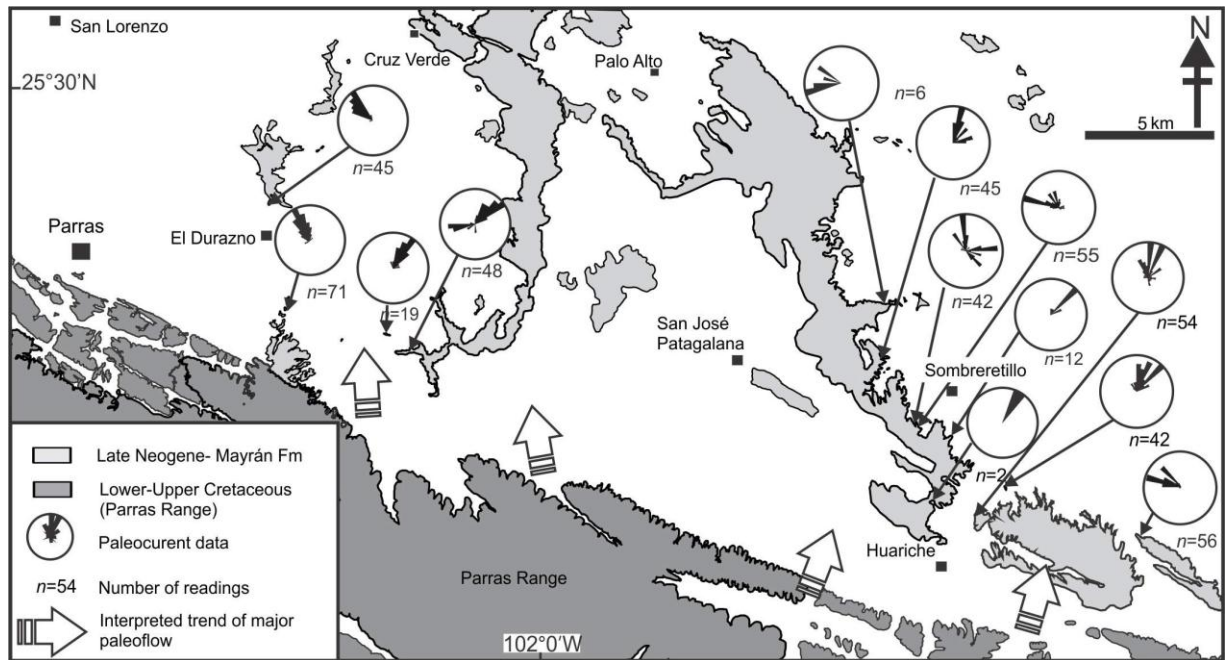 San Lorenzo
Cruz Verde
Palo Alto
N
25°30’N
n=6
5 km
n=45
n=45
Parras
El Durazno
n=48
n=55
n=71
n=19
n=42
n=54
San José
Patagalana
n=12
Sombreretillo
n=42
Late Neogene- Mayrán Fm
n=2
Lower-Upper Cretaceous
(Parras Range)
Paleocurent data
n=56
Huariche
Parras Range
n=54 Number of readings
Interpreted trend of major
paleoflow
102°0’W